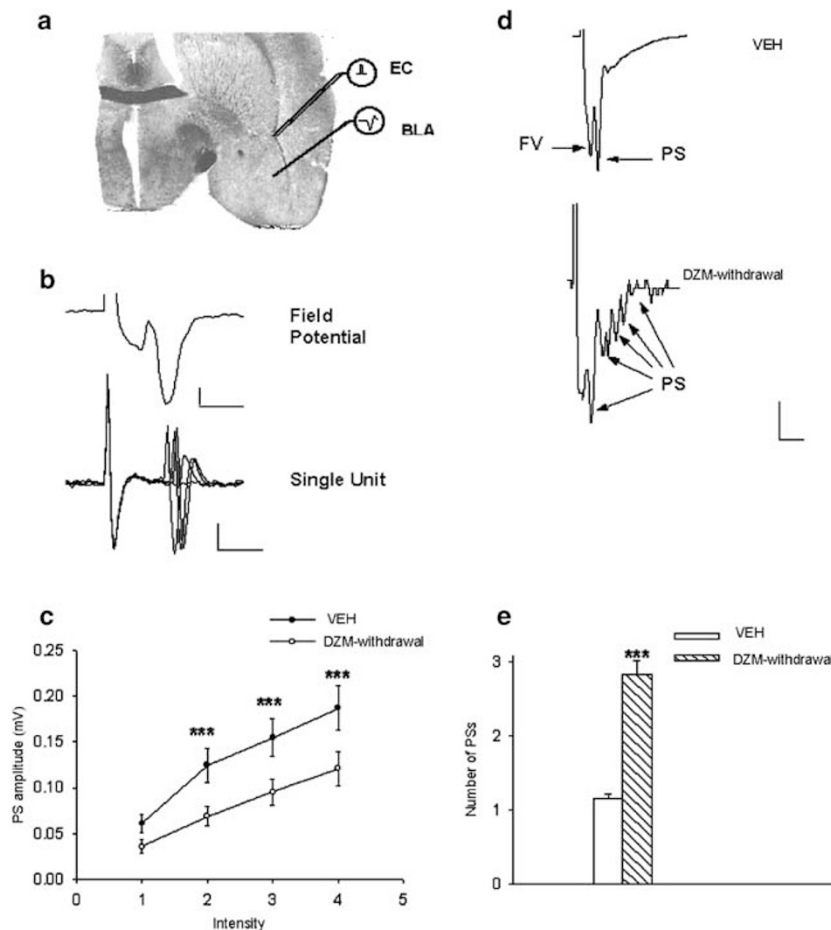 a
EC
BLA
b
Field
Potential
Single Unit
c
VEH
DZM-withdrawal
PS amplitude (mV)
0.25
0.20
0.15
0.10
0.05
0.00
***
***
***
0
1
2
3
4
5
Intensity
d
VEH
FV
PS
DZM-withdrawal
PS
e
VEH
DZM-withdrawal
***
Number of PSs
3
2
1
0